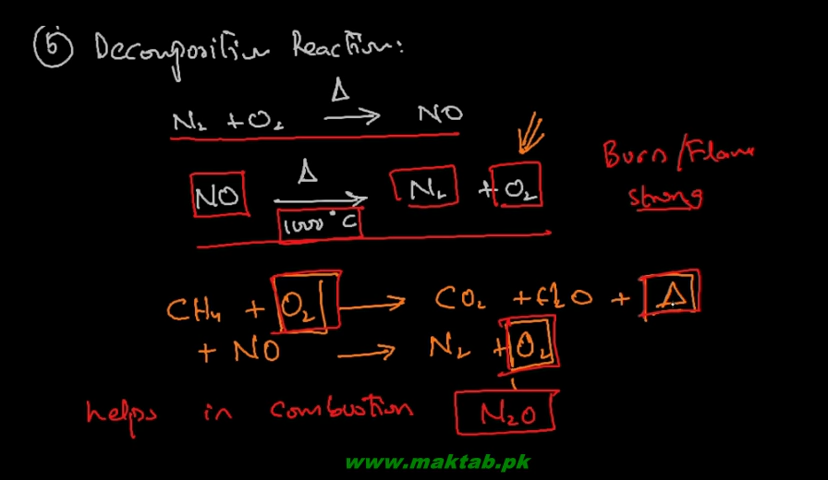 ⑤ Decomposition Reaction:
N₂ + O₂ —Δ→ NO
NO —Δ→ N₂ + O₂
1000°C
Burn/Flame
strong
CH₄ + O₂ → CO₂ + H₂O + Δ
+ NO → N₂ + O₂
helps in combustion N₂O
www.maktab.pk